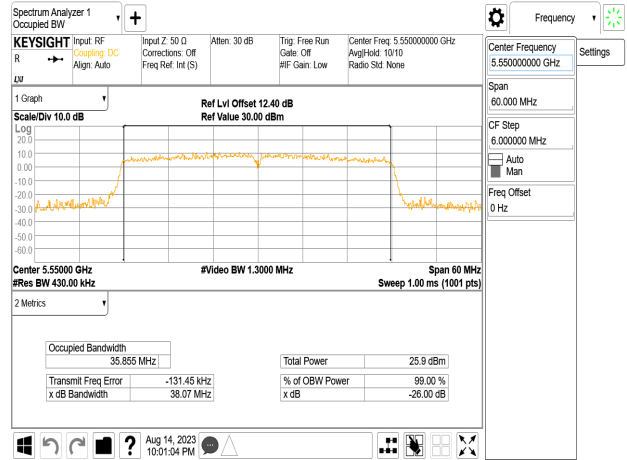 Spectrum Analyzer 1
Occupied BW
KEYSIGHT
R
Input: RF
Coupling: DC
Align: Auto
Input Z: 50 Ω
Corrections: Off
Freq Ref: Int (S)
Atten: 30 dB
Trig: Free Run
Gate: Off
#IF Gain: Low
Center Freq: 5.550000000 GHz
Avg|Hold: 10/10
Radio Std: None
LXI
1 Graph
Scale/Div 10.0 dB
Ref Lvl Offset 12.40 dB
Ref Value 30.00 dBm
Log
20.0
10.0
0.00
-10.0
-20.0
-30.0
-40.0
-50.0
-60.0
Center 5.55000 GHz
#Video BW 1.3000 MHz
Span 60 MHz
#Res BW 430.00 kHz
Sweep 1.00 ms (1001 pts)
2 Metrics
Occupied Bandwidth
35.855 MHz
Total Power 25.9 dBm
Transmit Freq Error -131.45 kHz
% of OBW Power 99.00 %
x dB Bandwidth 38.07 MHz
x dB -26.00 dB
?
Aug 14, 2023
10:01:04 PM
Frequency
Settings
Center Frequency
5.550000000 GHz
Span
60.000 MHz
CF Step
6.000000 MHz
Auto
Man
Freq Offset
0 Hz